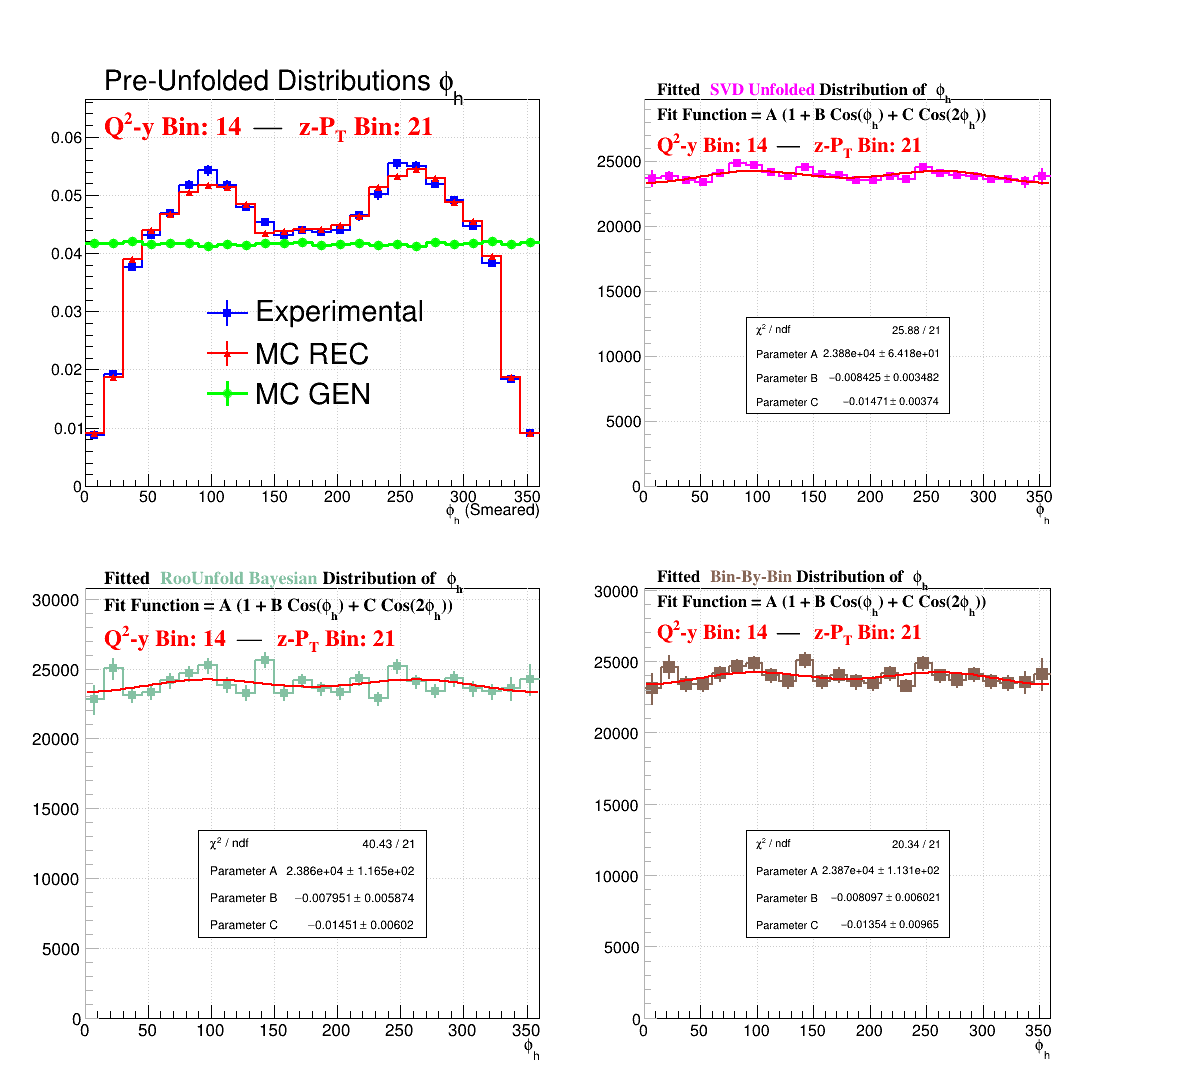 Pre-Unfolded Distributions ϕh
Q²-y Bin: 14 — z-PT Bin: 21
0.06
0.05
0.04
0.03
0.02
0.01
0
Experimental
MC REC
MC GEN
0 50 100 150 200 250 300 350
ϕh (Smeared)
Fitted SVD Unfolded Distribution of ϕh
Fit Function = A (1 + B Cos(ϕh) + C Cos(2ϕh))
Q²-y Bin: 14 — z-PT Bin: 21
25000
20000
15000
10000
5000
0
χ² / ndf 25.88 / 21
Parameter A 2.388e+04 ± 6.418e+01
Parameter B −0.008425 ± 0.003482
Parameter C −0.01471 ± 0.00374
0 50 100 150 200 250 300 350
ϕh
Fitted RooUnfold Bayesian Distribution of ϕh
Fit Function = A (1 + B Cos(ϕh) + C Cos(2ϕh))
Q²-y Bin: 14 — z-PT Bin: 21
30000
25000
20000
15000
10000
5000
0
χ² / ndf 40.43 / 21
Parameter A 2.386e+04 ± 1.165e+02
Parameter B −0.007951 ± 0.005874
Parameter C −0.01451 ± 0.00602
0 50 100 150 200 250 300 350
ϕh
Fitted Bin-By-Bin Distribution of ϕh
Fit Function = A (1 + B Cos(ϕh) + C Cos(2ϕh))
Q²-y Bin: 14 — z-PT Bin: 21
30000
25000
20000
15000
10000
5000
0
χ² / ndf 20.34 / 21
Parameter A 2.387e+04 ± 1.131e+02
Parameter B −0.008097 ± 0.006021
Parameter C −0.01354 ± 0.00965
0 50 100 150 200 250 300 350
ϕh